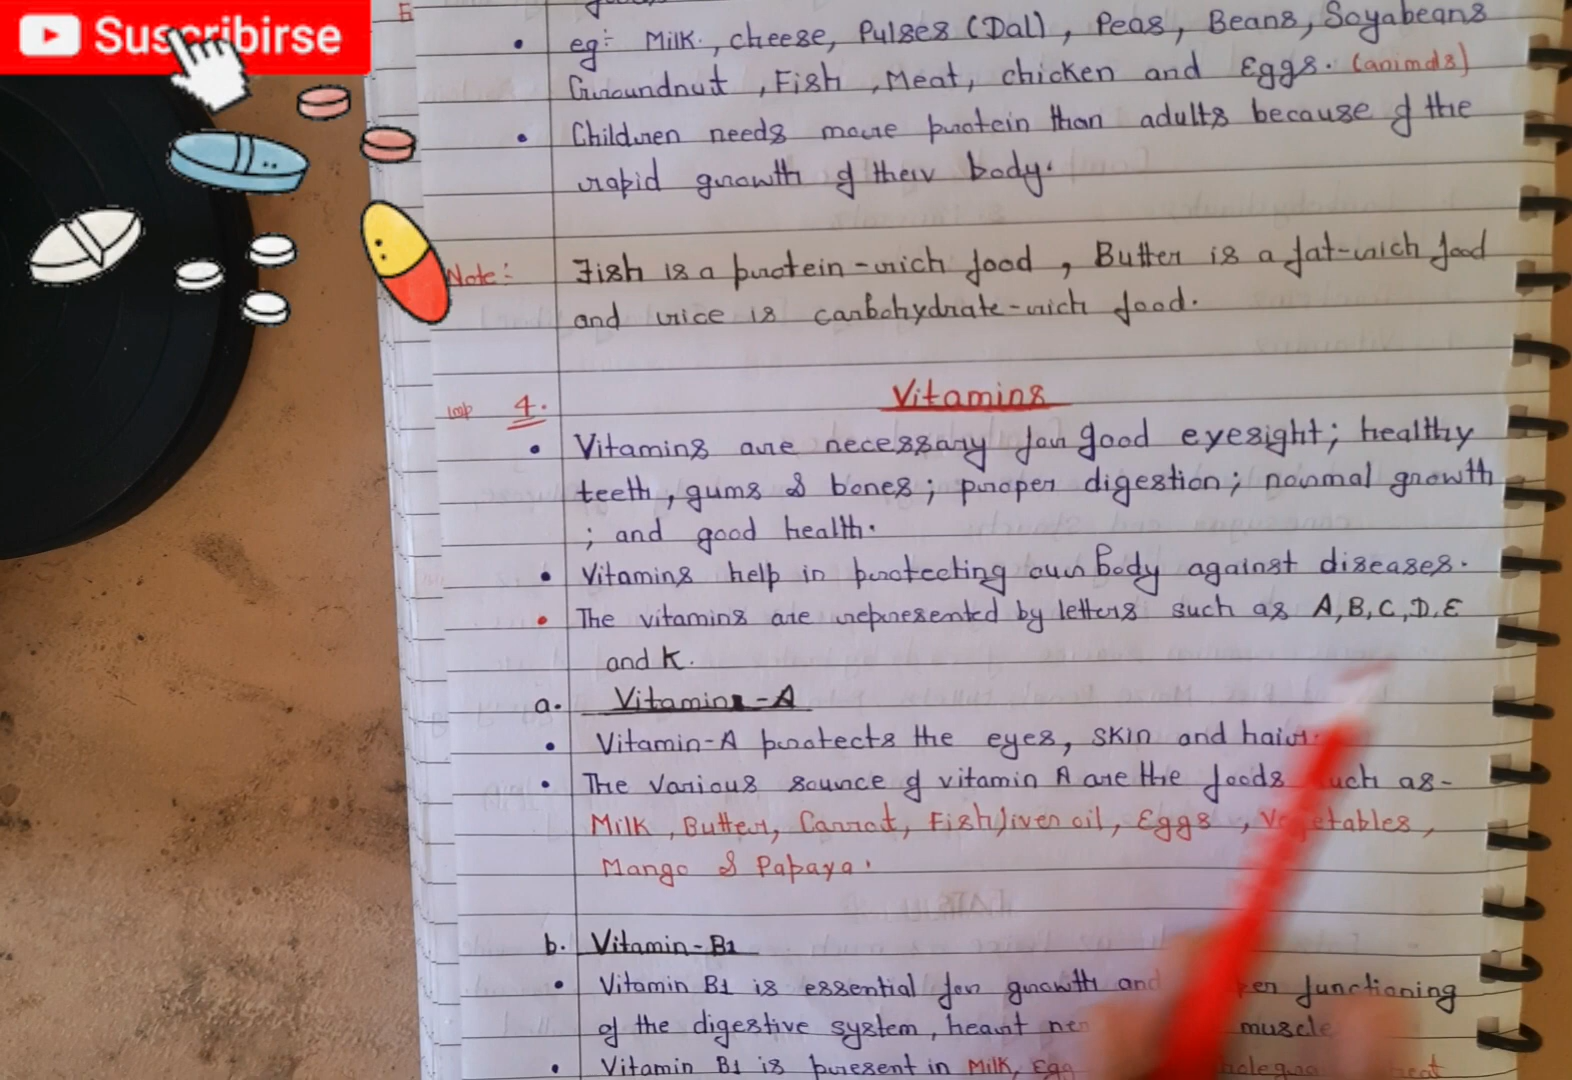 Suscribirse
eg:- Milk, cheese, Pulses (Dal), Peas, Beans, Soyabeans
Groundnut, Fish, Meat, chicken and Eggs. (animals)
Children needs more protein than adults because of the
rapid growth of their body.
Note:- Fish is a protein-rich food, Butter is a fat-rich food
and rice is carbohydrate-rich food.
Imp 4. Vitamins
Vitamins are necessary for good eyesight; healthy
teeth, gums & bones; proper digestion; normal growth
; and good health.
Vitamins help in protecting our Body against diseases.
The vitamins are represented by letters such as A, B, C, D, E
and K.
a. Vitamin-A
Vitamin-A protects the eyes, skin and hair.
The various source of vitamin A are the foods such as-
Milk, Butter, Carrot, Fish liver oil, Eggs, Vegetables,
Mango & Papaya.
b. Vitamin-B1
Vitamin B1 is essential for growth and functioning
of the digestive system, heart muscle
Vitamin B1 is present in Milk, Egg